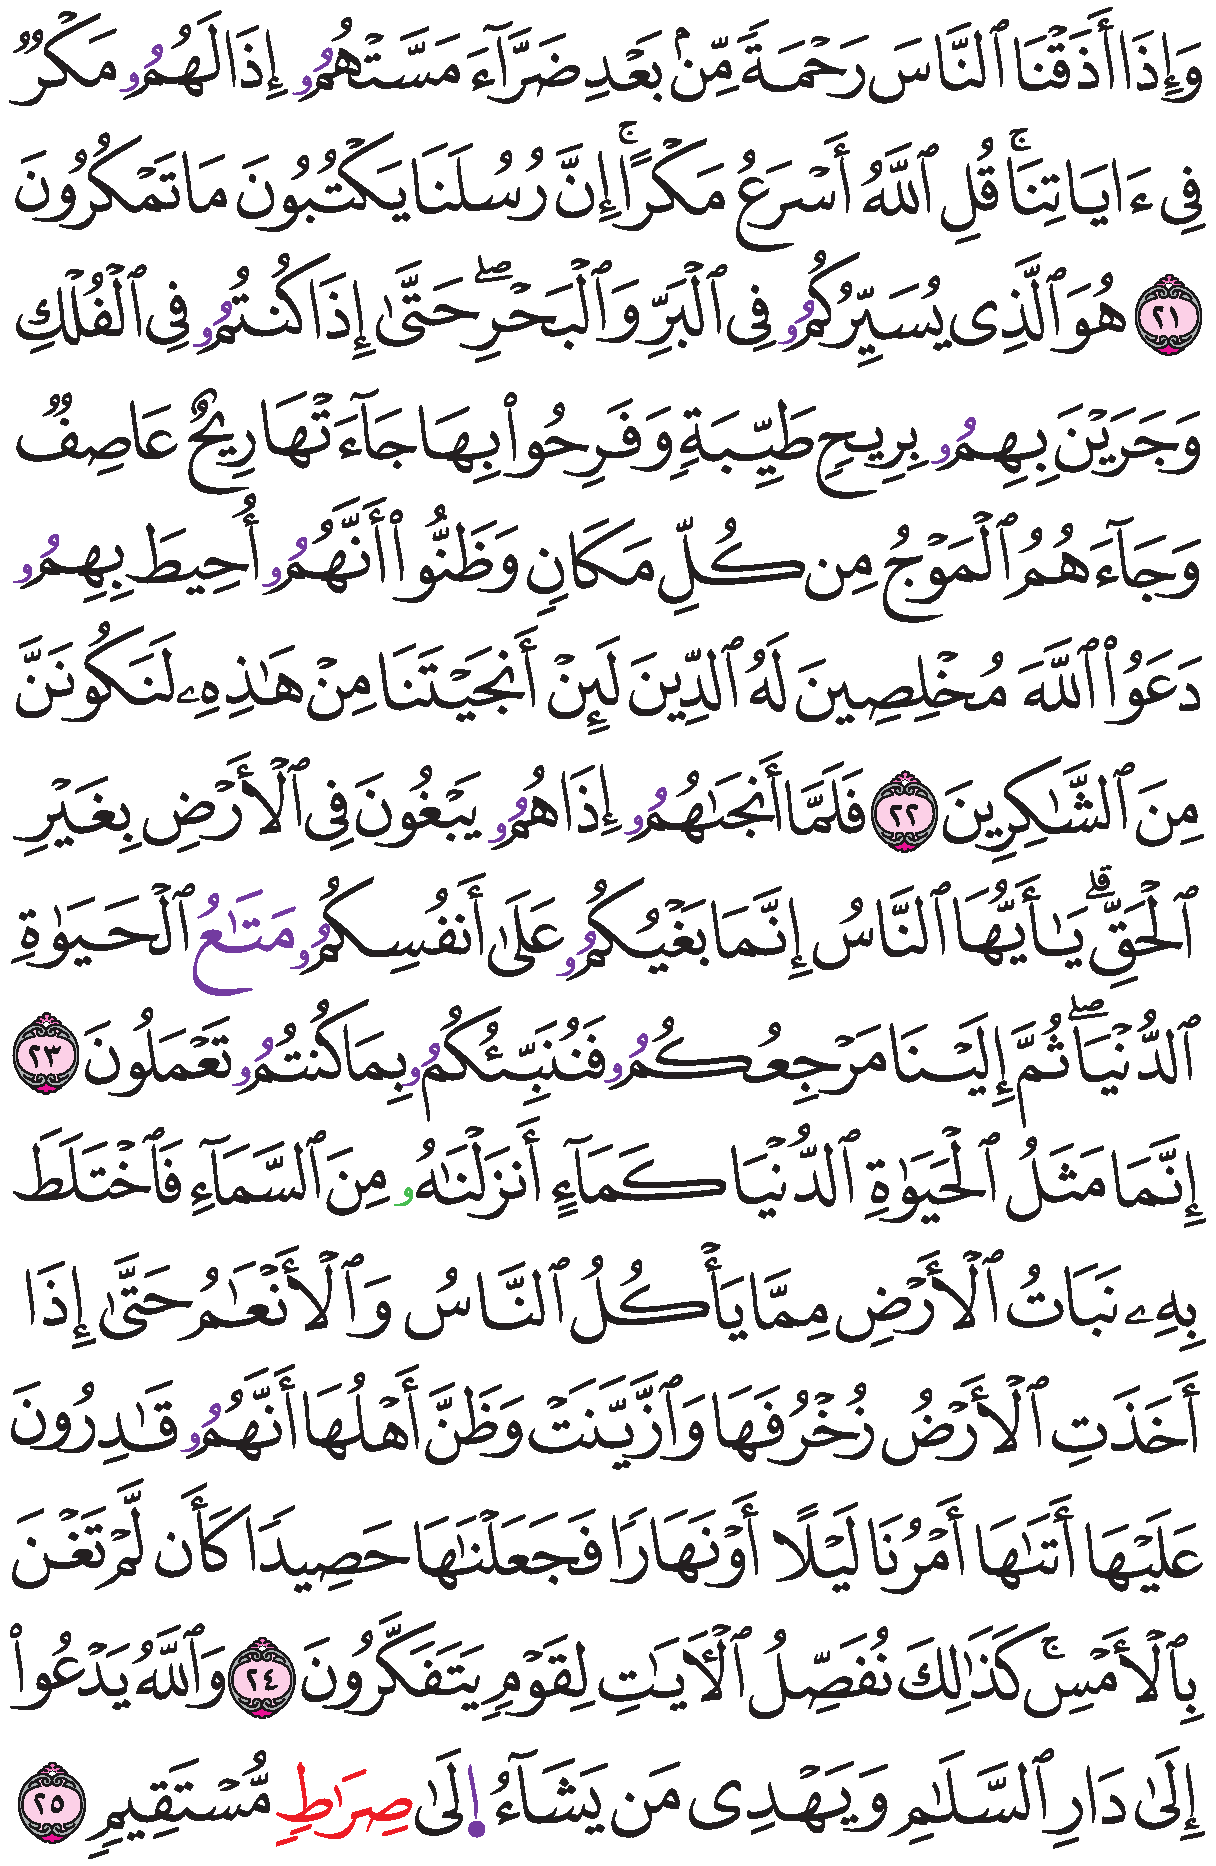 وَإِذَا أَذَقْنَا ٱلنَّاسَ رَحْمَةً مِّنۢ بَعْدِ ضَرَّآءَ مَسَّتْهُمُۥ إِذَا لَهُمُۥ مَكْرٌ
فِى ءَايَاتِنَاۚ قُلِ ٱللَّهُ أَسْرَعُ مَكْرًاۚ إِنَّ رُسُلَنَا يَكْتُبُونَ مَا تَمْكُرُونَ
٢١ هُوَ ٱلَّذِى يُسَيِّرُكُمُۥ فِى ٱلْبَرِّ وَٱلْبَحْرِۖ حَتَّىٰ إِذَا كُنتُمُۥ فِى ٱلْفُلْكِ
وَجَرَيْنَ بِهِمُۥ بِرِيحٍ طَيِّبَةٍ وَفَرِحُوا۟ بِهَا جَآءَتْهَا رِيحٌ عَاصِفٌ
وَجَآءَهُمُ ٱلْمَوْجُ مِن كُلِّ مَكَانٍ وَظَنُّوا۟ أَنَّهُمُۥ أُحِيطَ بِهِمُۥ
دَعَوُا۟ ٱللَّهَ مُخْلِصِينَ لَهُ ٱلدِّينَ لَئِنْ أَنجَيْتَنَا مِنْ هَـٰذِهِۦ لَنَكُونَنَّ
مِنَ ٱلشَّـٰكِرِينَ ٢٢ فَلَمَّا أَنجَـٰهُمُۥ إِذَا هُمُۥ يَبْغُونَ فِى ٱلْأَرْضِ بِغَيْرِ
ٱلْحَقِّۗ يَـٰأَيُّهَا ٱلنَّاسُ إِنَّمَا بَغْيُكُمُۥ عَلَىٰ أَنفُسِكُمُۥ مَتَـٰعُ ٱلْحَيَوٰةِ
ٱلدُّنْيَاۖ ثُمَّ إِلَيْنَا مَرْجِعُكُمُۥ فَنُنَبِّئُكُمُۥ بِمَا كُنتُمُۥ تَعْمَلُونَ ٢٣
إِنَّمَا مَثَلُ ٱلْحَيَوٰةِ ٱلدُّنْيَا كَمَآءٍ أَنزَلْنَـٰهُۥ مِنَ ٱلسَّمَآءِ فَٱخْتَلَطَ
بِهِۦ نَبَاتُ ٱلْأَرْضِ مِمَّا يَأْكُلُ ٱلنَّاسُ وَٱلْأَنْعَـٰمُ حَتَّىٰ إِذَا
أَخَذَتِ ٱلْأَرْضُ زُخْرُفَهَا وَٱزَّيَّنَتْ وَظَنَّ أَهْلُهَا أَنَّهُمُۥ قَـٰدِرُونَ
عَلَيْهَا أَتَىٰهَا أَمْرُنَا لَيْلًا أَوْ نَهَارًا فَجَعَلْنَـٰهَا حَصِيدًا كَأَن لَّمْ تَغْنَ
بِٱلْأَمْسِۚ كَذَٰلِكَ نُفَصِّلُ ٱلْأَيَـٰتِ لِقَوْمٍ يَتَفَكَّرُونَ ٢٤ وَٱللَّهُ يَدْعُوا۟
إِلَىٰ دَارِ ٱلسَّلَـٰمِ وَيَهْدِى مَن يَشَآءُ اِلَىٰ صِرَٰطٍ مُّسْتَقِيمٍ ٢٥